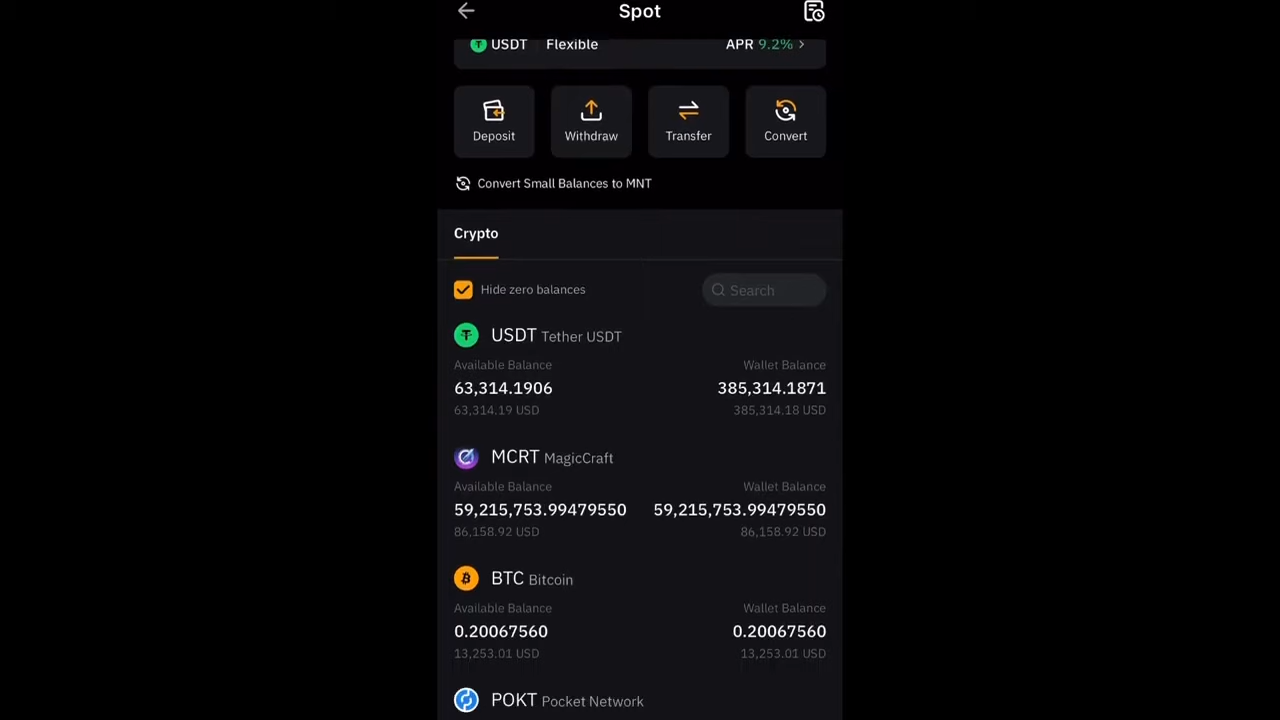 Spot
USDT Flexible APR 9.2% >
Deposit Withdraw Transfer Convert
Convert Small Balances to MNT
Crypto
Hide zero balances Search
USDT Tether USDT
Available Balance Wallet Balance
63,314.1906 385,314.1871
63,314.19 USD 385,314.18 USD
MCRT MagicCraft
Available Balance Wallet Balance
59,215,753.99479550 59,215,753.99479550
86,158.92 USD 86,158.92 USD
BTC Bitcoin
Available Balance Wallet Balance
0.20067560 0.20067560
13,253.01 USD 13,253.01 USD
POKT Pocket Network